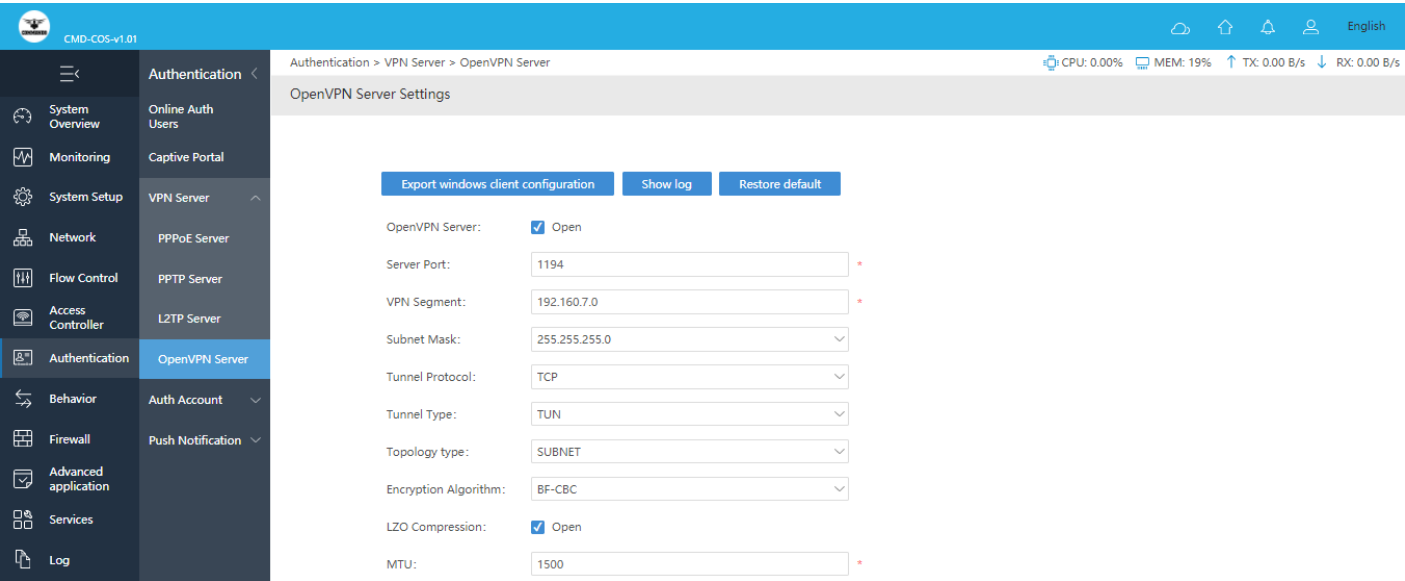 CMD-COS-v1.01
English
Authentication
Authentication > VPN Server > OpenVPN Server
CPU: 0.00%
MEM: 19%
TX: 0.00 B/s
RX: 0.00 B/s
OpenVPN Server Settings
System
Overview
Monitoring
System Setup
Network
Flow Control
Access
Controller
Authentication
Behavior
Firewall
Advanced
application
Services
Log
Online Auth
Users
Captive Portal
VPN Server
PPPoE Server
PPTP Server
L2TP Server
OpenVPN Server
Auth Account
Push Notification
Export windows client configuration
Show log
Restore default
OpenVPN Server: Open
Server Port: 1194 *
VPN Segment: 192.160.7.0 *
Subnet Mask: 255.255.255.0
Tunnel Protocol: TCP
Tunnel Type: TUN
Topology type: SUBNET
Encryption Algorithm: BF-CBC
LZO Compression: Open
MTU: 1500 *